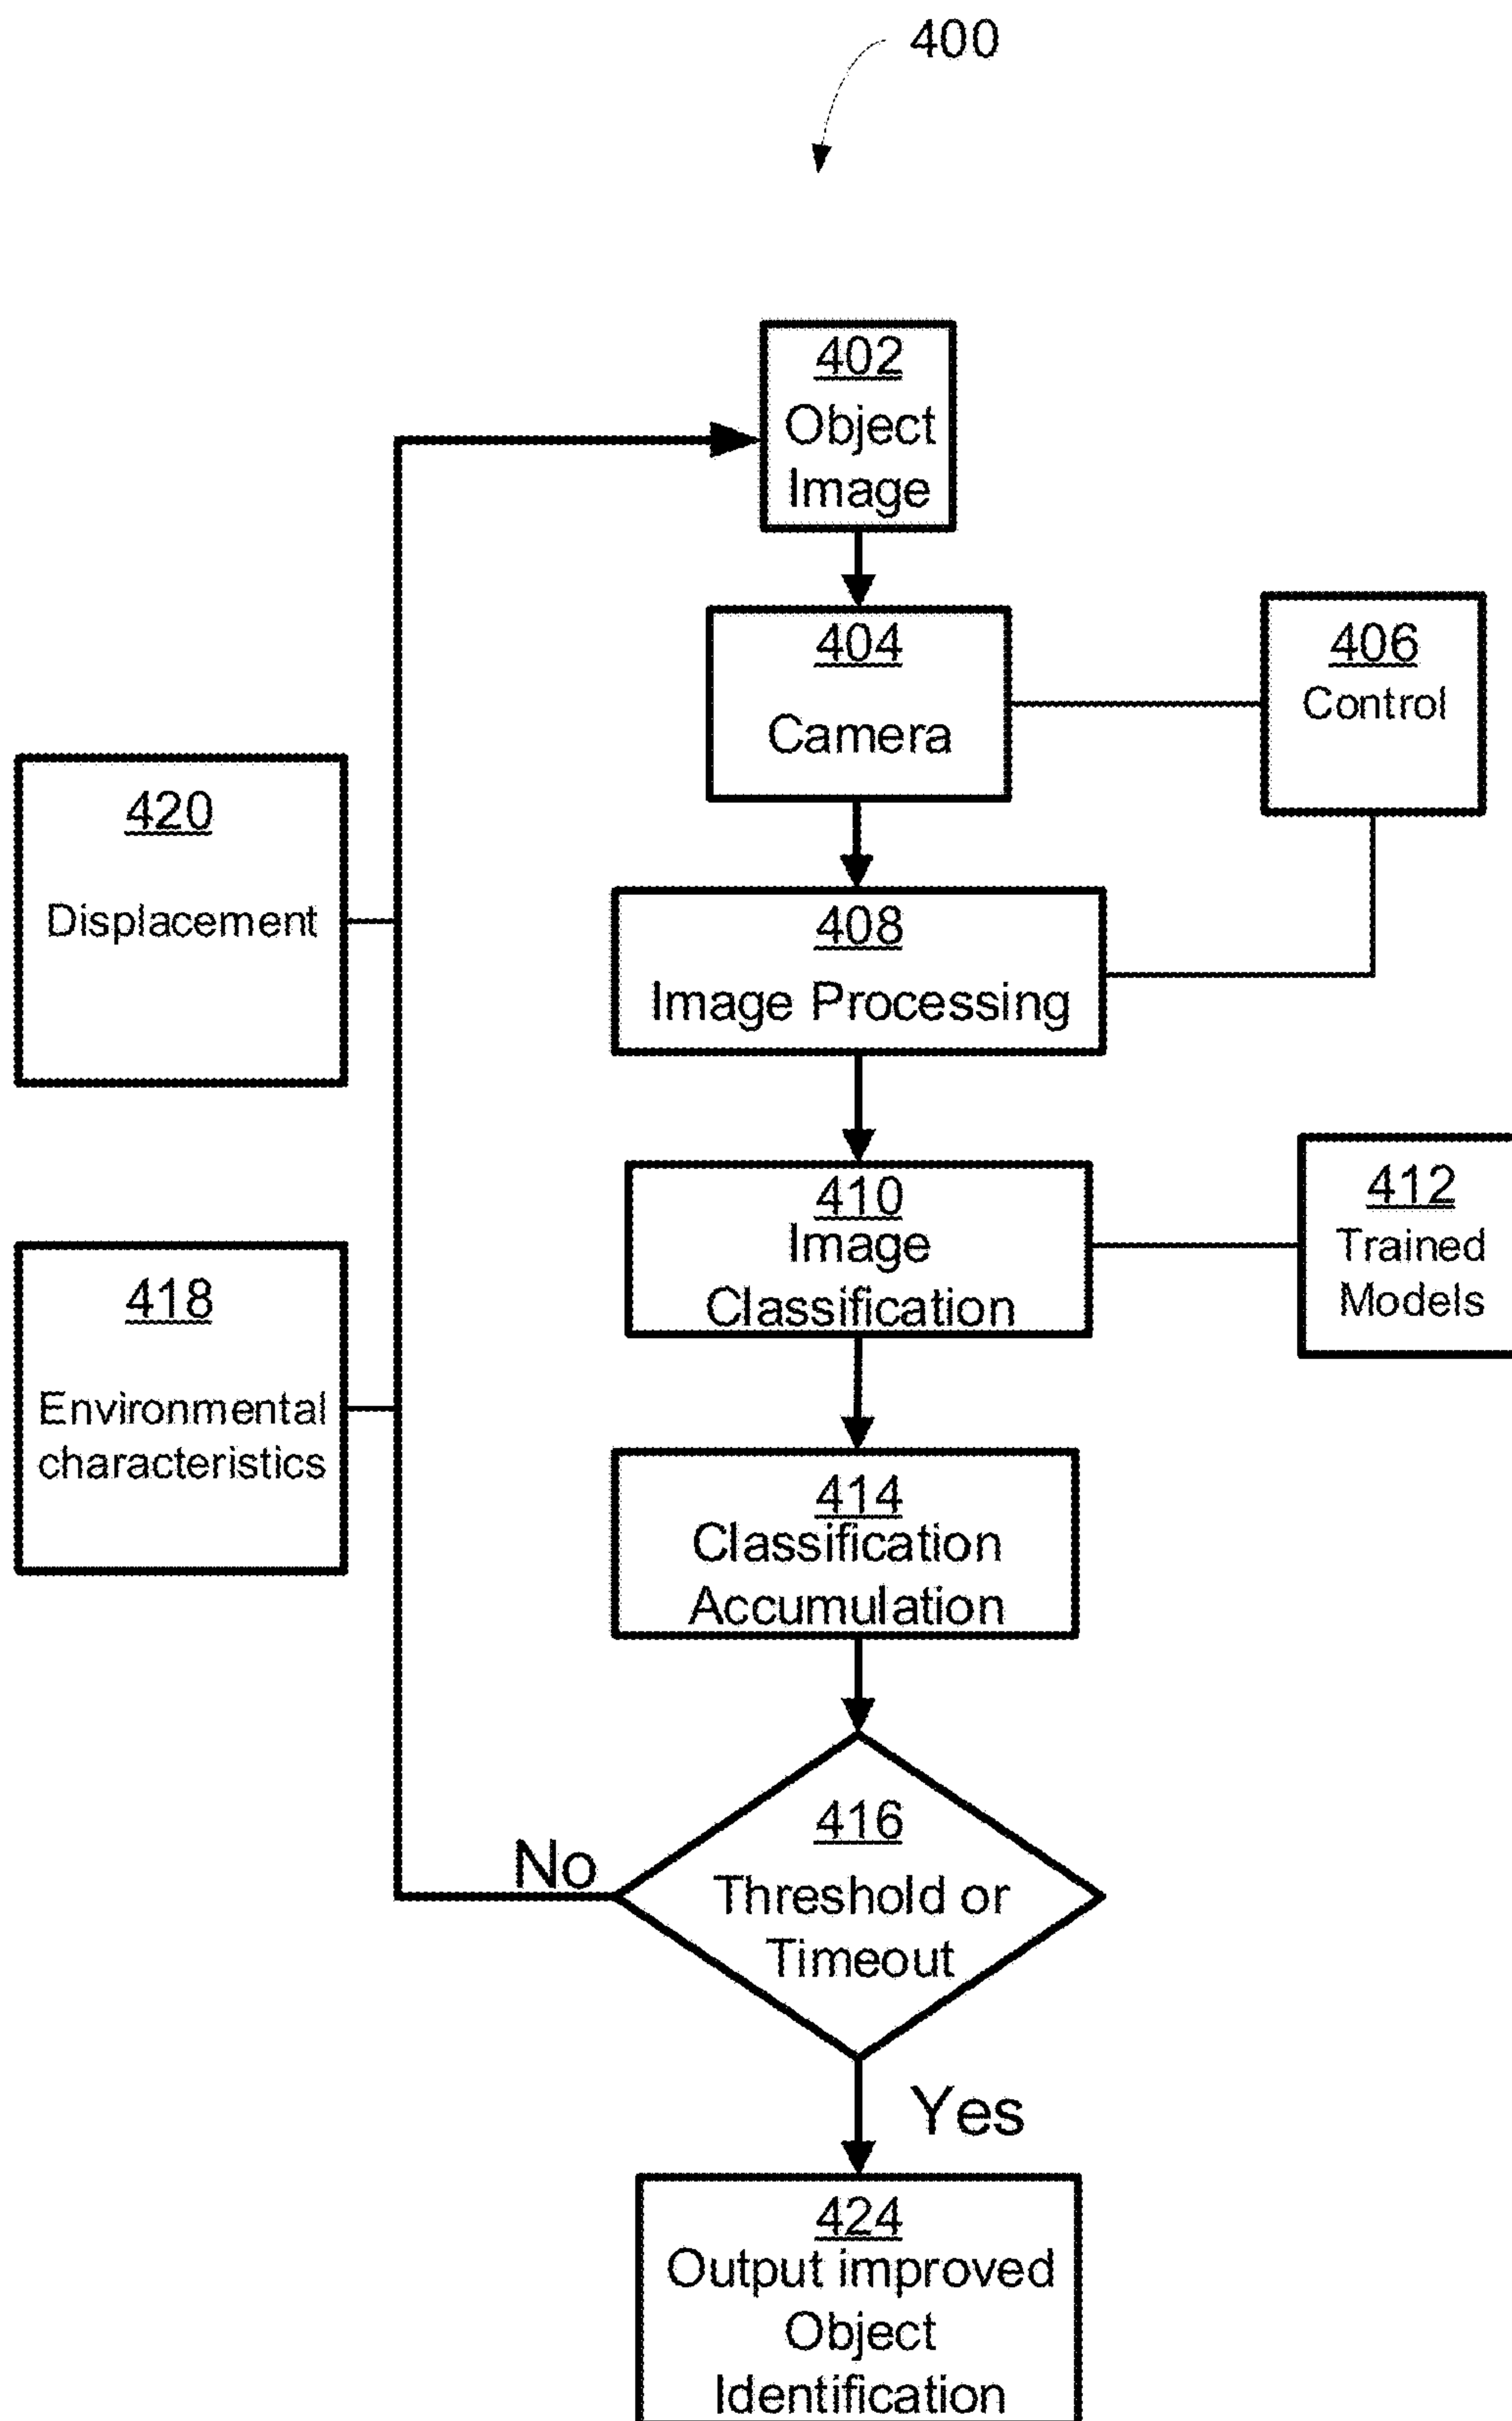 400
402
Object
Image
404
Camera
406
Control
420
Displacement
408
Image Processing
410
Image
Classification
412
Trained
Models
418
Environmental
characteristics
414
Classification
Accumulation
416
Threshold or
Timeout
No
Yes
424
Output improved
Object
Identification